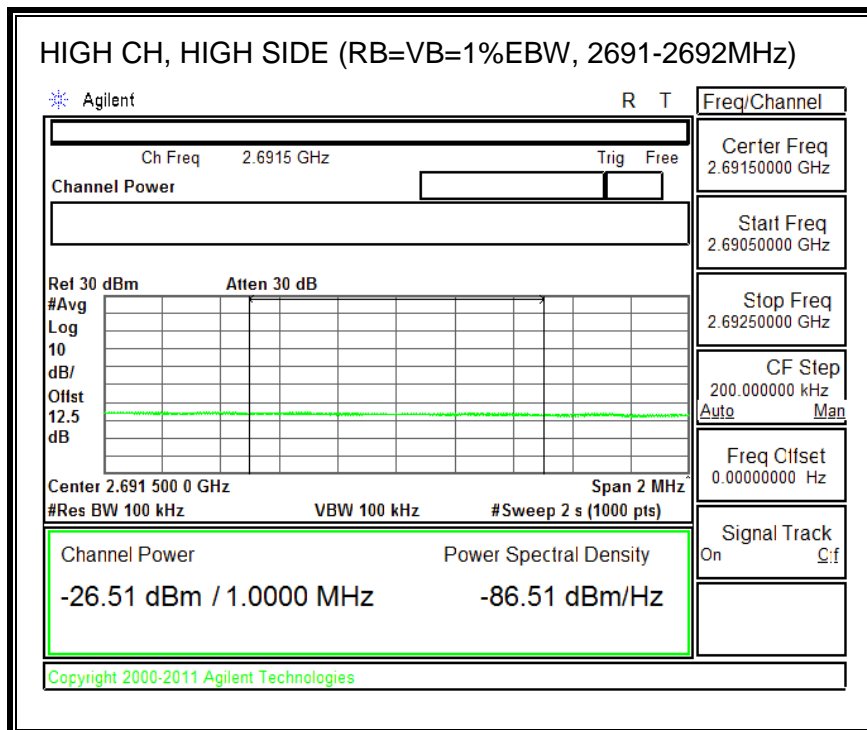 HIGH CH, HIGH SIDE (RB=VB=1%EBW, 2691-2692MHz)
Agilent R T
Freq/Channel
Ch Freq 2.6915 GHz Trig Free
Channel Power
Center Freq
2.69150000 GHz
Start Freq
2.69050000 GHz
Stop Freq
2.69250000 GHz
CF Step
200.000000 kHz
Auto Man
Freq Offset
0.00000000 Hz
Signal Track
On Off
Ref 30 dBm Atten 30 dB
#Avg
Log
10
dB/
Offst
12.5
dB
Center 2.691 500 0 GHz Span 2 MHz
#Res BW 100 kHz VBW 100 kHz #Sweep 2 s (1000 pts)
Channel Power Power Spectral Density
-26.51 dBm / 1.0000 MHz -86.51 dBm/Hz
Copyright 2000-2011 Agilent Technologies